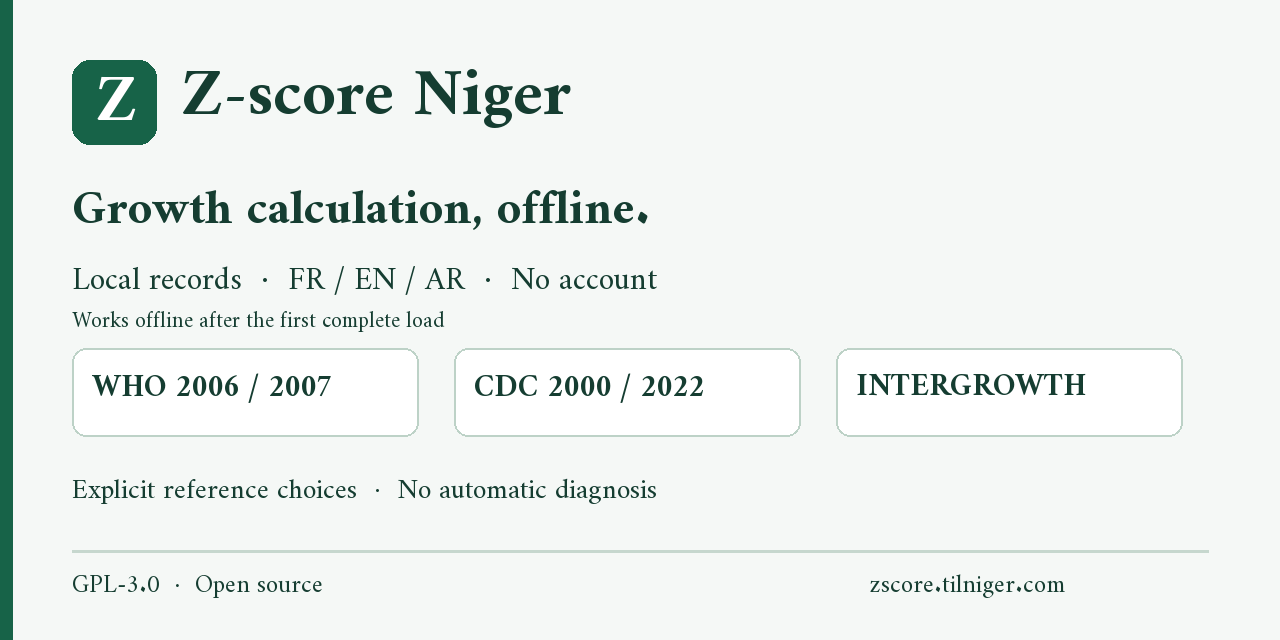 Z Z-score Niger
Growth calculation, offline.
Local records · FR / EN / AR · No account
Works offline after the first complete load
WHO 2006 / 2007
CDC 2000 / 2022
INTERGROWTH
Explicit reference choices · No automatic diagnosis
GPL-3.0 · Open source
zscore.tilniger.com